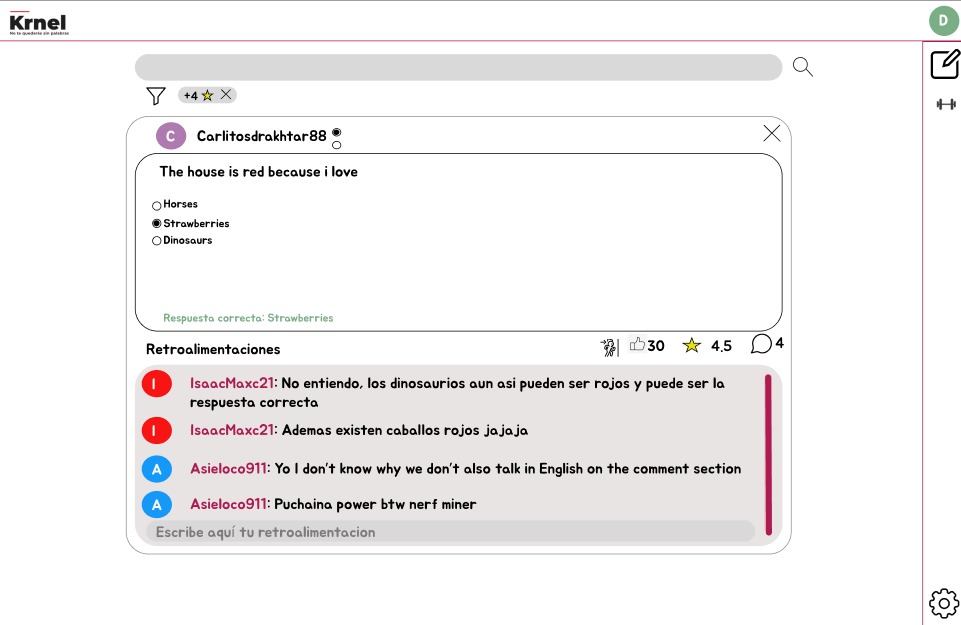 Krnel
No te quedarás sin palabras
D
+4
C
Carlitosdrakhtar88
The house is red because i love
Horses
Strawberries
Dinosaurs
Respuesta correcta: Strawberries
Retroalimentaciones
30
4.5
4
I
IsaacMaxc21: No entiendo, los dinosaurios aun asi pueden ser rojos y puede ser la
respuesta correcta
I
IsaacMaxc21: Ademas existen caballos rojos jajaja
A
Asieloco911: Yo I don't know why we don't also talk in English on the comment section
A
Asieloco911: Puchaina power btw nerf miner
Escribe aquí tu retroalimentacion